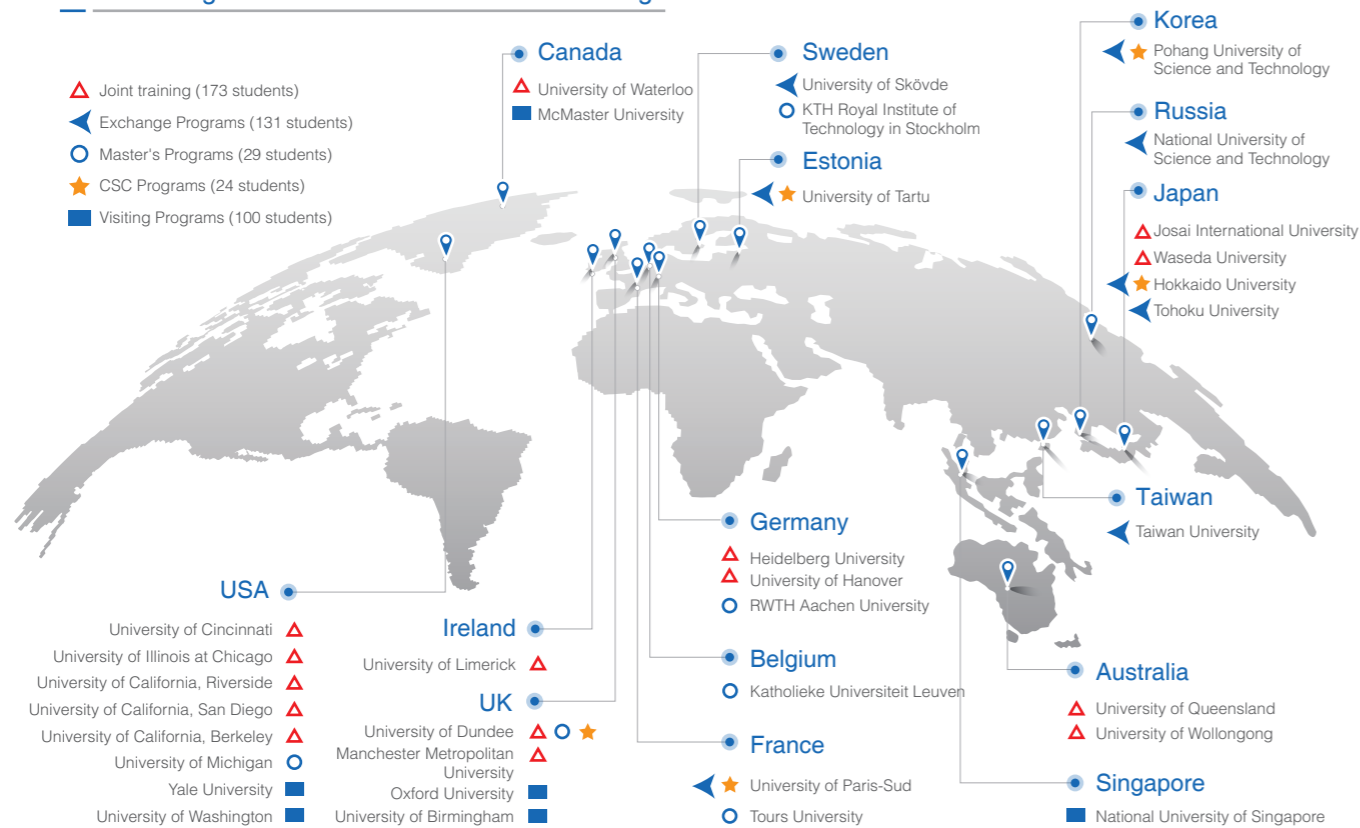 Joint training (173 students)
Exchange Programs (131 students)
Master's Programs (29 students)
CSC Programs (24 students)
Visiting Programs (100 students)
Canada
University of Waterloo
McMaster University
Sweden
University of Skövde
KTH Royal Institute of
Technology in Stockholm
Estonia
University of Tartu
Korea
Pohang University of
Science and Technology
Russia
National University of
Science and Technology
Japan
Josai International University
Waseda University
Hokkaido University
Tohoku University
Taiwan
Taiwan University
USA
University of Cincinnati
University of Illinois at Chicago
University of California, Riverside
University of California, San Diego
University of California, Berkeley
University of Michigan
Yale University
University of Washington
Ireland
University of Limerick
UK
University of Dundee
Manchester Metropolitan
University
Oxford University
University of Birmingham
Germany
Heidelberg University
University of Hanover
RWTH Aachen University
Belgium
Katholieke Universiteit Leuven
France
University of Paris-Sud
Tours University
Australia
University of Queensland
University of Wollongong
Singapore
National University of Singapore